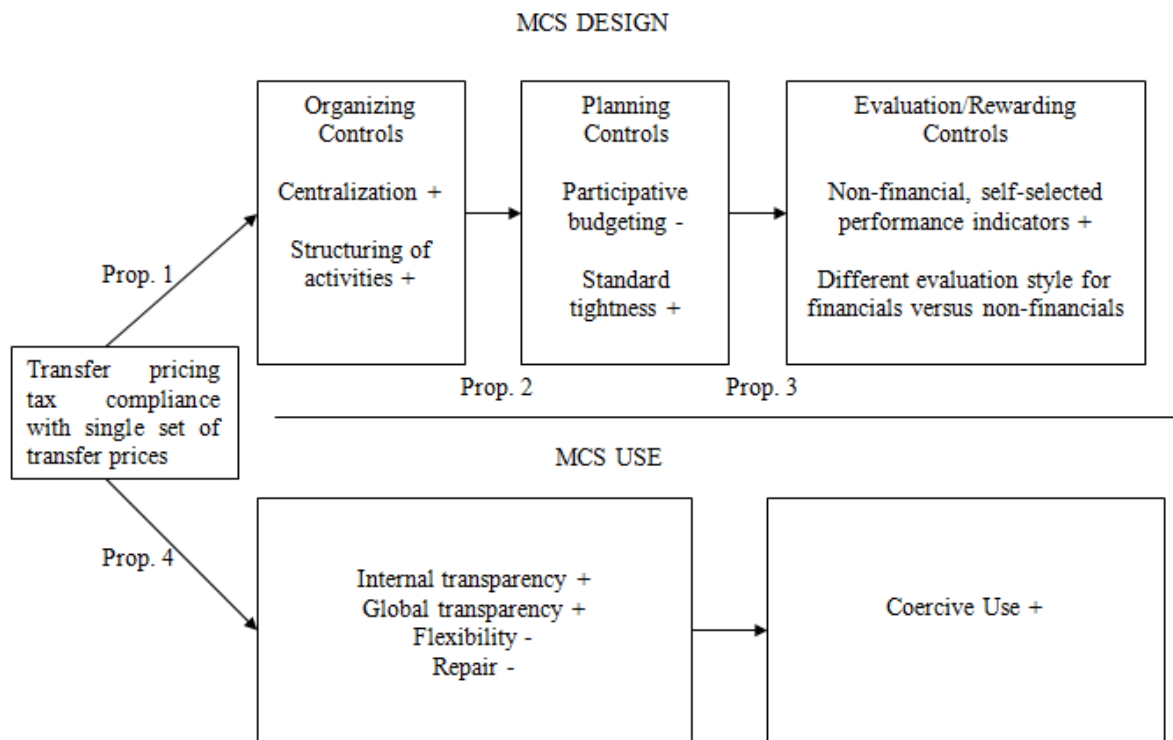 MCS DESIGN
Organizing
Controls
Centralization +
Structuring of
activities +
Planning
Controls
Participative
budgeting -
Standard
tightness +
Evaluation/Rewarding
Controls
Non-financial, self-selected
performance indicators +
Different evaluation style for
financials versus non-financials
Prop. 1
Transfer pricing
tax compliance
with single set of
transfer prices
Prop. 2
Prop. 3
MCS USE
Prop. 4
Internal transparency +
Global transparency +
Flexibility -
Repair -
Coercive Use +